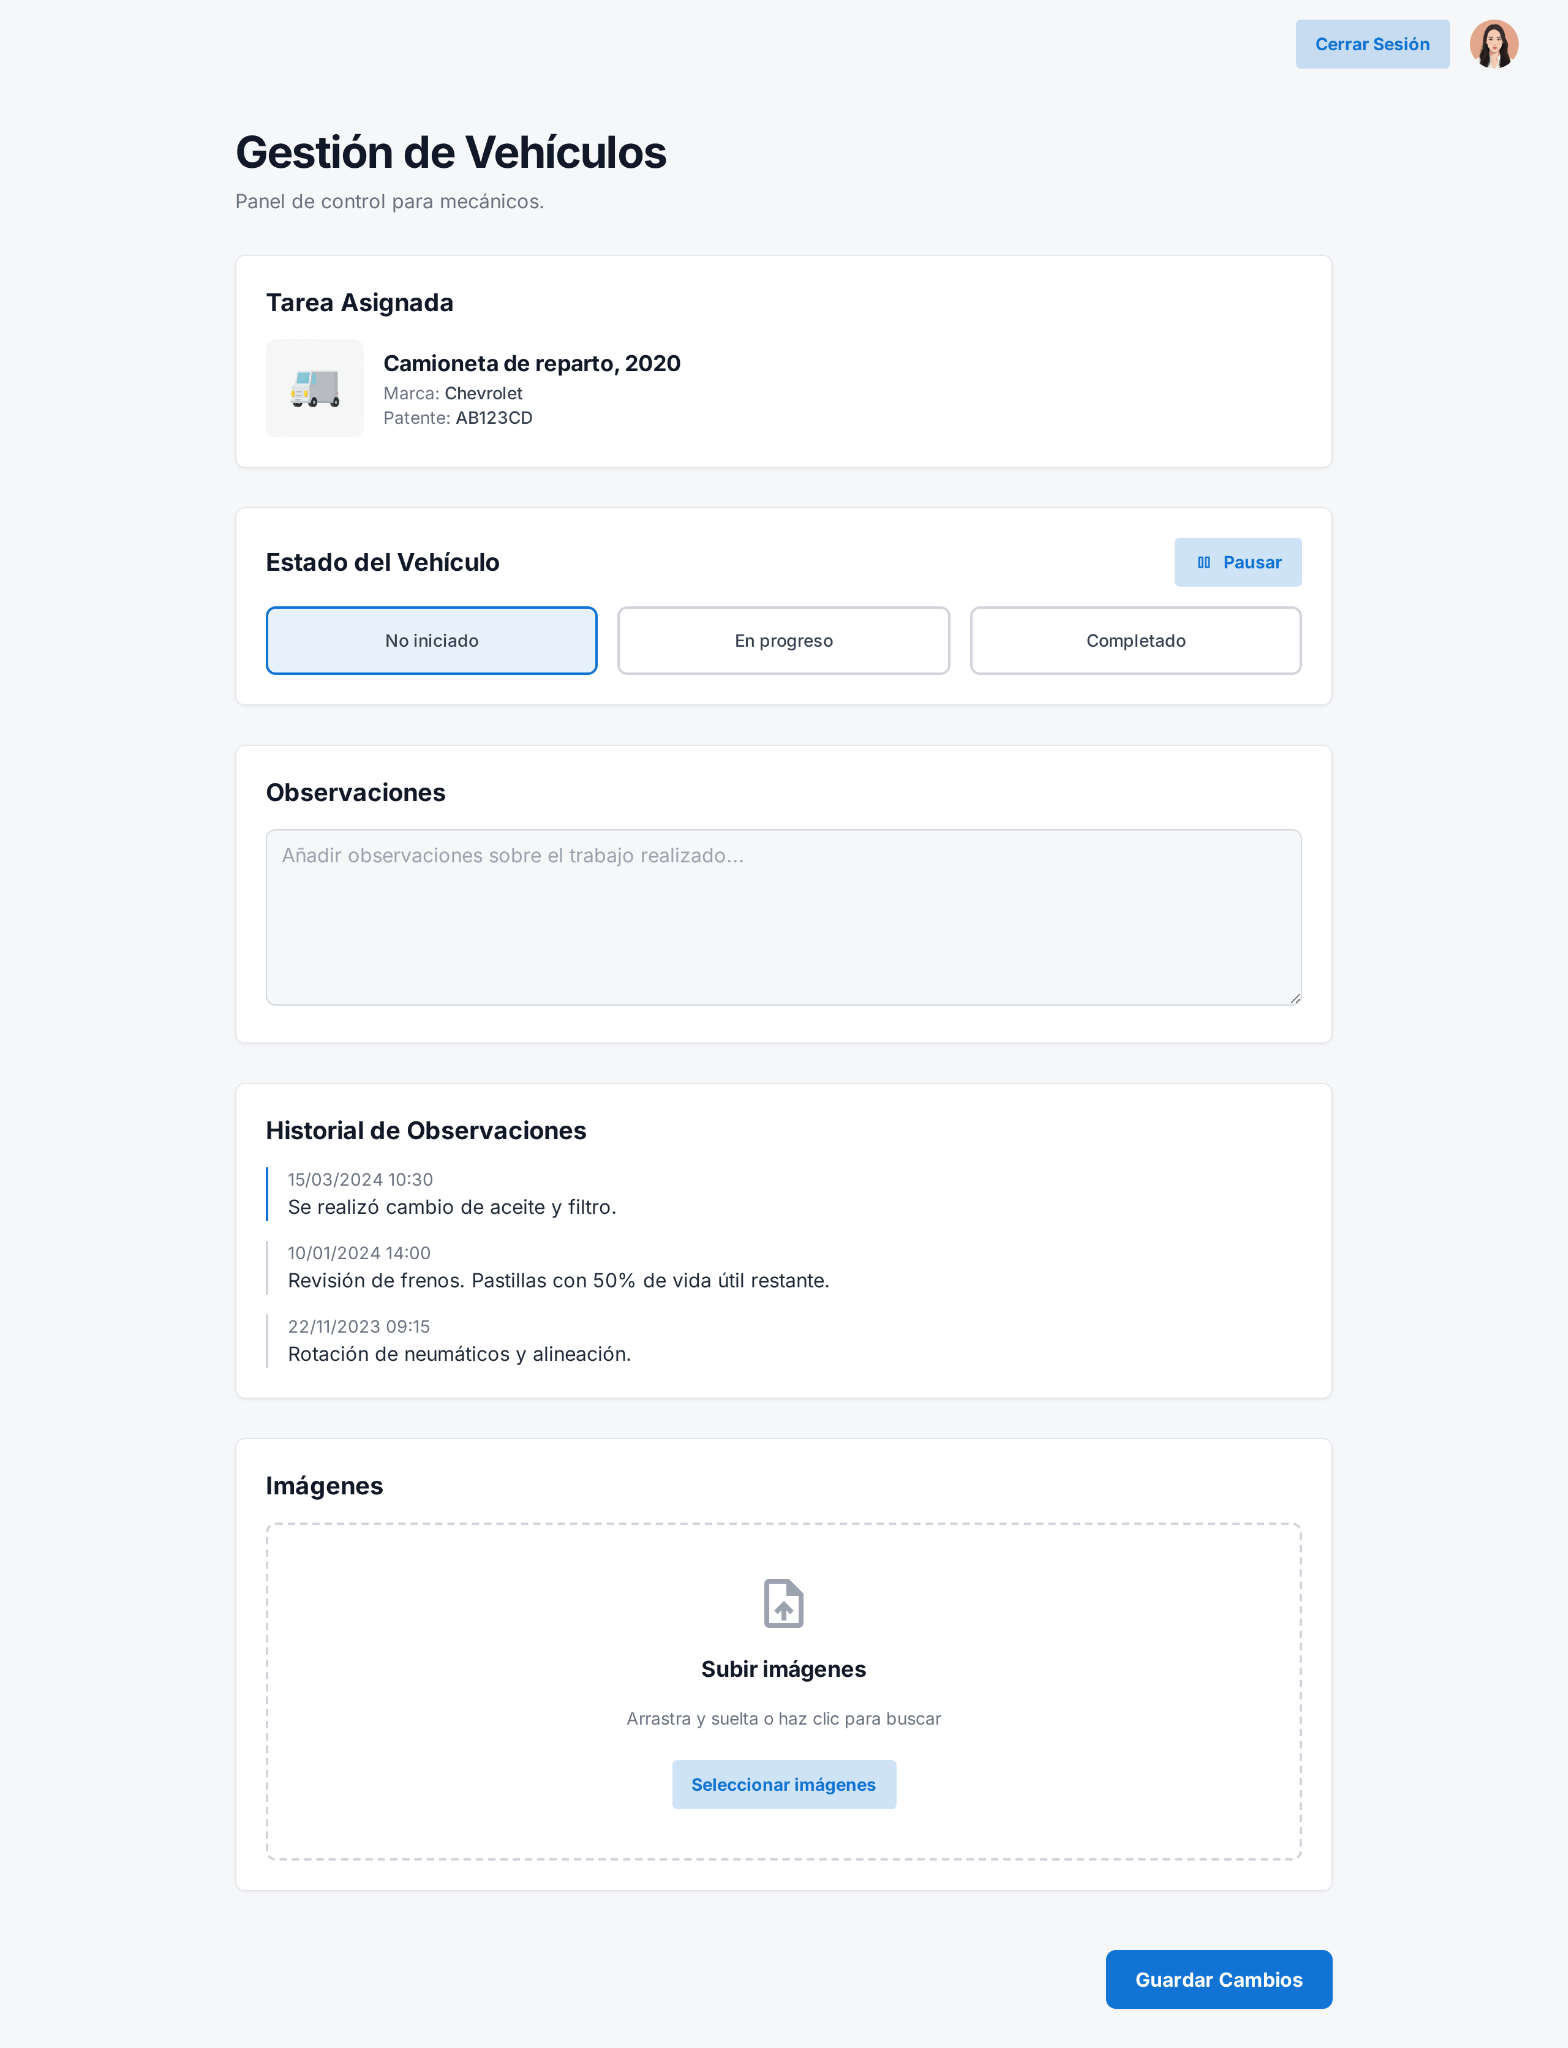 Cerrar Sesión
Gestión de Vehículos
Panel de control para mecánicos.
Tarea Asignada
Camioneta de reparto, 2020
Marca: Chevrolet
Patente: AB123CD
Estado del Vehículo
Pausar
No iniciado
En progreso
Completado
Observaciones
Añadir observaciones sobre el trabajo realizado...
Historial de Observaciones
15/03/2024 10:30
Se realizó cambio de aceite y filtro.
10/01/2024 14:00
Revisión de frenos. Pastillas con 50% de vida útil restante.
22/11/2023 09:15
Rotación de neumáticos y alineación.
Imágenes
Subir imágenes
Arrastra y suelta o haz clic para buscar
Seleccionar imágenes
Guardar Cambios